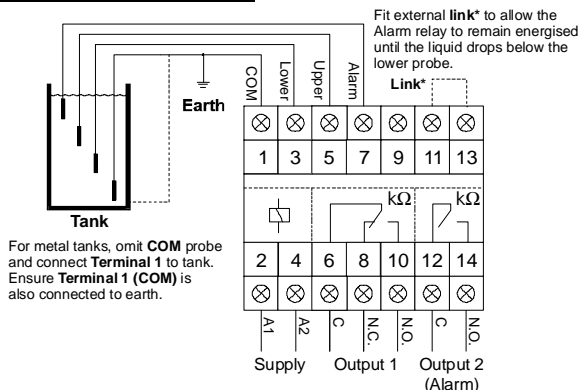 Fit external link* to allow the
Alarm relay to remain energised
until the liquid drops below the
lower probe.
Link*
COM
Lower
Upper
Alarm
Earth
1 3 5 7 9 11 13
Tank
kΩ kΩ
For metal tanks, omit COM probe
and connect Terminal 1 to tank.
Ensure Terminal 1 (COM) is
also connected to earth.
2 4 6 8 10 12 14
A1
A2
C
N.C.
N.O.
C
N.O.
Supply Output 1 Output 2
(Alarm)